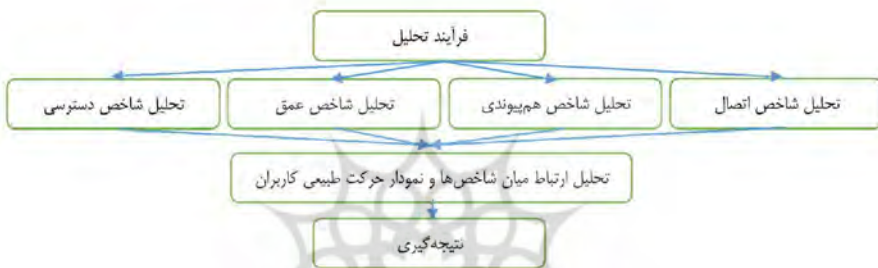 فرآیند تحلیل
تحلیل شاخص اتصال
تحلیل شاخص هم‌پیوندی
تحلیل شاخص عمق
تحلیل شاخص دسترسی
تحلیل ارتباط میان شاخص‌ها و نمودار حرکت طبیعی کاربران
نتیجه‌گیری